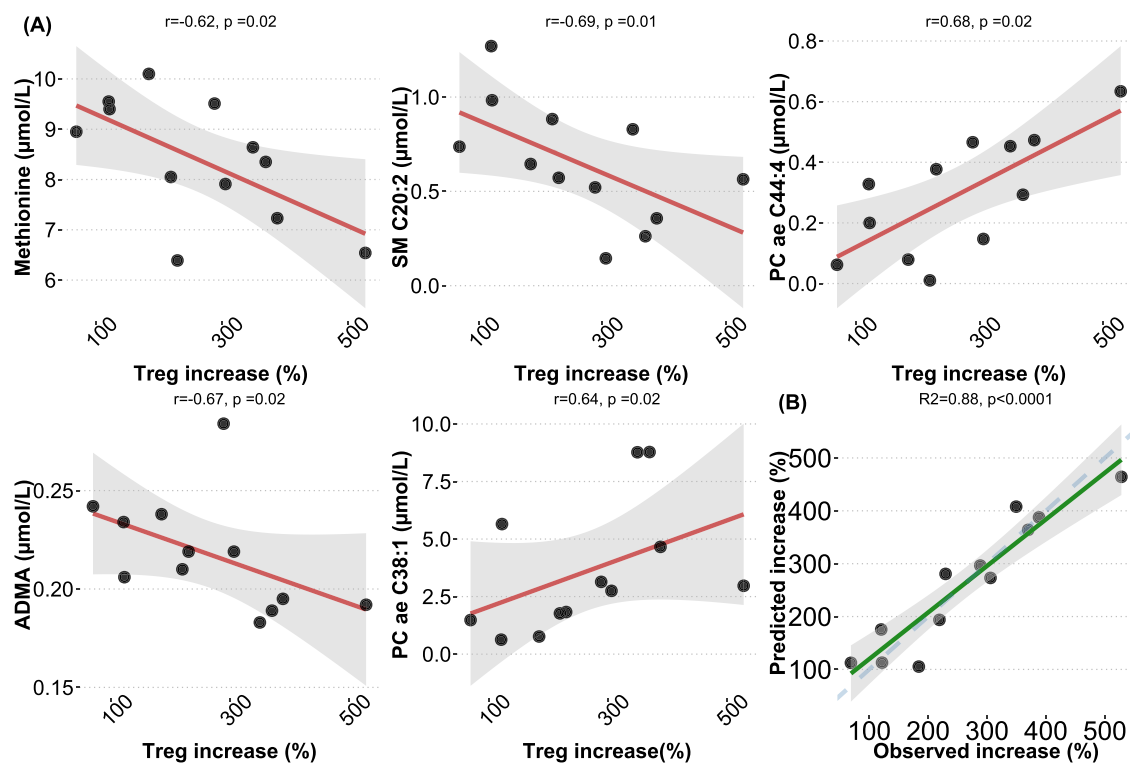 (A)
r=-0.62, p =0.02
Methionine (μmol/L)
10
9
8
7
6
100 300 500
Treg increase (%)
r=-0.69, p =0.01
SM C20:2 (μmol/L)
1.0
0.5
0.0
100 300 500
Treg increase (%)
r=0.68, p =0.02
PC ae C44:4 (μmol/L)
0.8
0.6
0.4
0.2
0.0
100 300 500
Treg increase (%)
r=-0.67, p =0.02
ADMA (μmol/L)
0.25
0.20
0.15
100 300 500
Treg increase (%)
r=0.64, p =0.02
PC ae C38:1 (μmol/L)
10.0
7.5
5.0
2.5
0.0
100 300 500
Treg increase(%)
(B)
R2=0.88, p<0.0001
Predicted increase (%)
500
400
300
200
100
100 200 300 400 500
Observed increase (%)